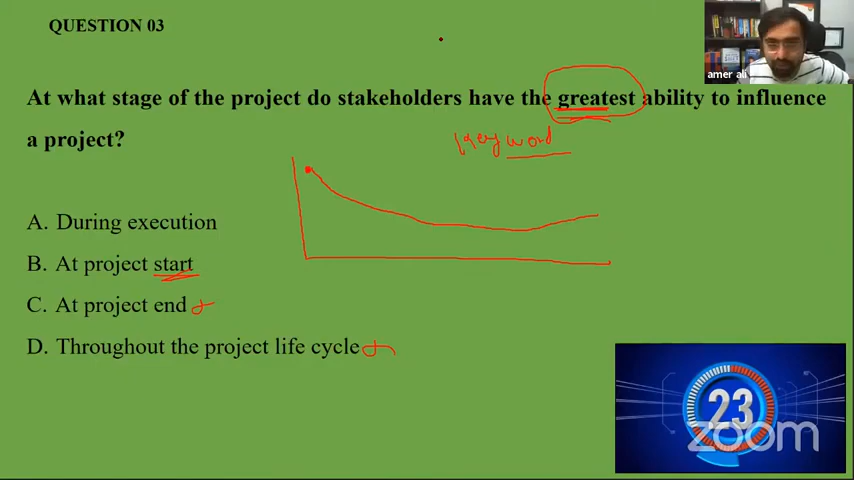 QUESTION 03
amer ali
At what stage of the project do stakeholders have the greatest ability to influence
a project?
Key word
A. During execution
B. At project start
C. At project end
D. Throughout the project life cycle
23
zoom